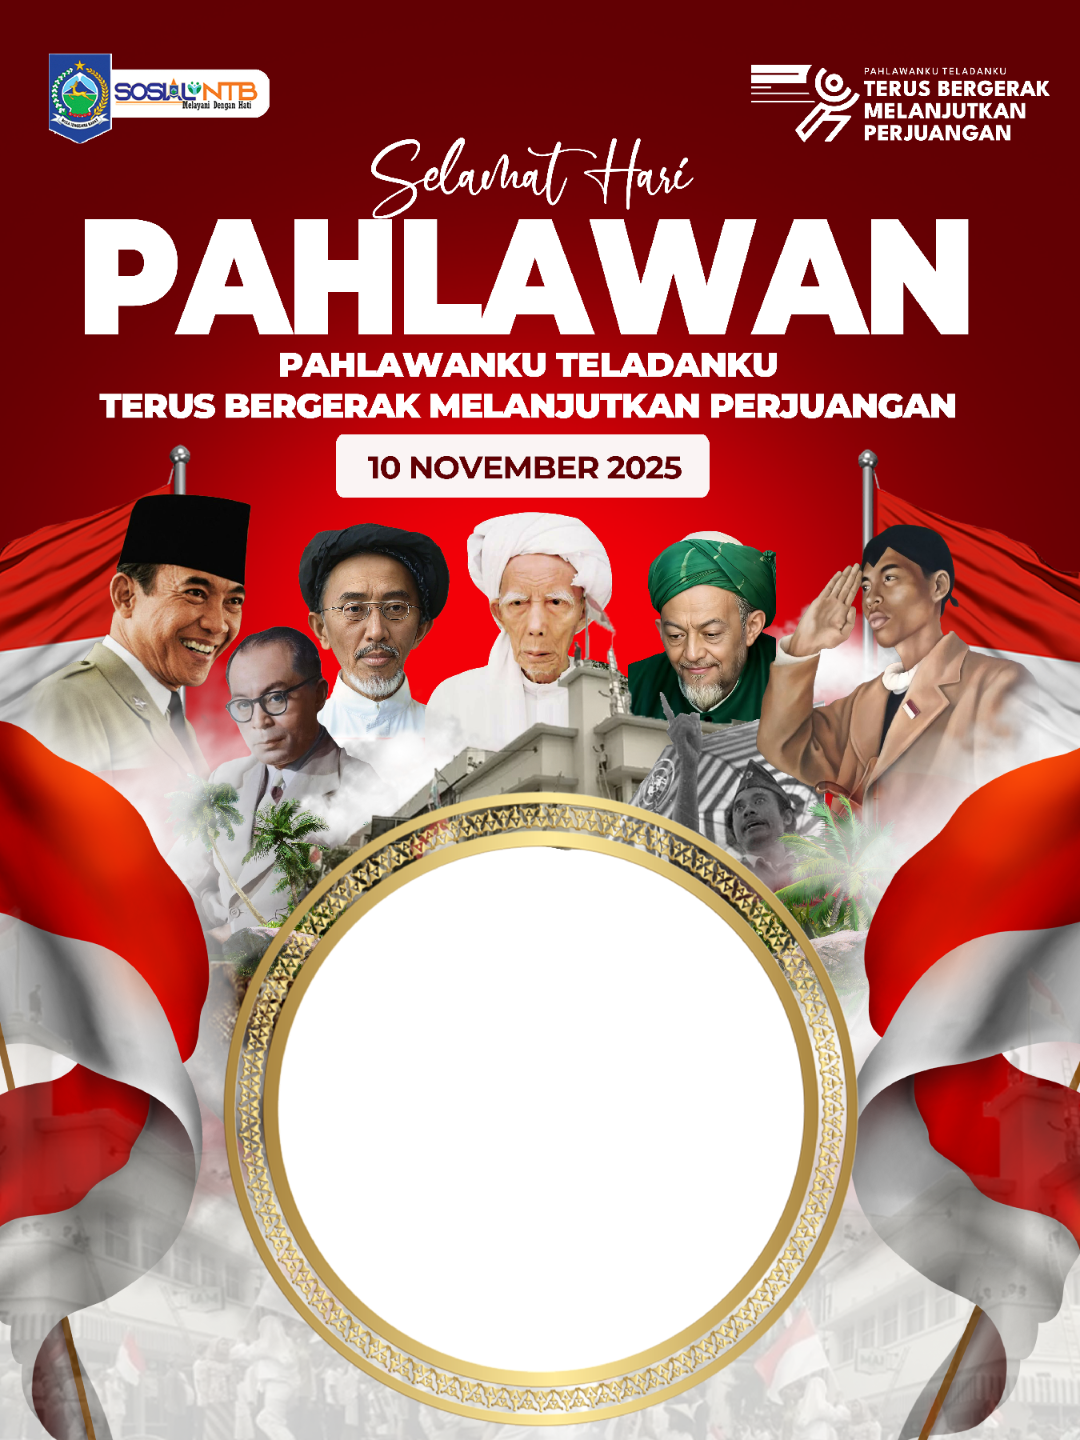 SOSIAL NTB
Melayani Dengan Hati
PAHLAWANKU TELADANKU
TERUS BERGERAK
MELANJUTKAN
PERJUANGAN
Selamat Hari
PAHLAWAN
PAHLAWANKU TELADANKU
TERUS BERGERAK MELANJUTKAN PERJUANGAN
10 NOVEMBER 2025